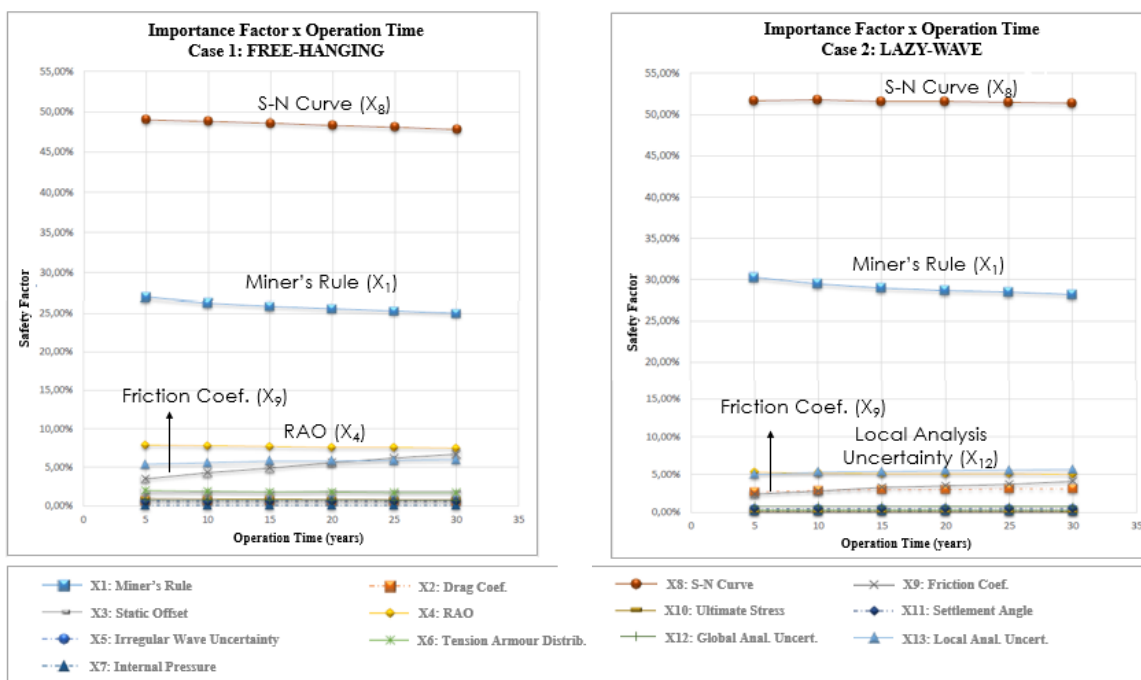 Importance Factor x Operation Time
Case 1: FREE-HANGING
55,00%
50,00%
45,00%
40,00%
35,00%
30,00%
25,00%
20,00%
15,00%
10,00%
5,00%
0,00%
Safety Factor
S-N Curve (X8)
Miner's Rule (X1)
Friction Coef. (X9)
RAO (X4)
0 5 10 15 20 25 30 35
Operation Time (years)
Importance Factor x Operation Time
Case 2: LAZY-WAVE
55,00%
50,00%
45,00%
40,00%
35,00%
30,00%
25,00%
20,00%
15,00%
10,00%
5,00%
0,00%
Safety Factor
S-N Curve (X8)
Miner's Rule (X1)
Friction Coef. (X9)
Local Analysis
Uncertainty (X12)
0 5 10 15 20 25 30 35
Operation Time (years)
X1: Miner's Rule
X2: Drag Coef.
X3: Static Offset
X4: RAO
X5: Irregular Wave Uncertainty
X6: Tension Armour Distrib.
X7: Internal Pressure
X8: S-N Curve
X9: Friction Coef.
X10: Ultimate Stress
X11: Settlement Angle
X12: Global Anal. Uncert.
X13: Local Anal. Uncert.